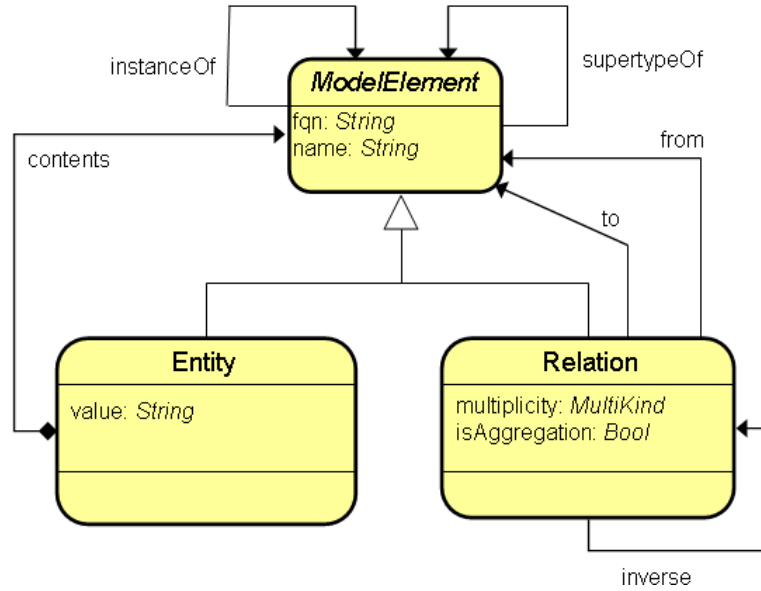 instanceOf
supertypeOf
ModelElement
fqn: String
name: String
contents
from
to
Entity
value: String
Relation
multiplicity: MultiKind
isAggregation: Bool
inverse